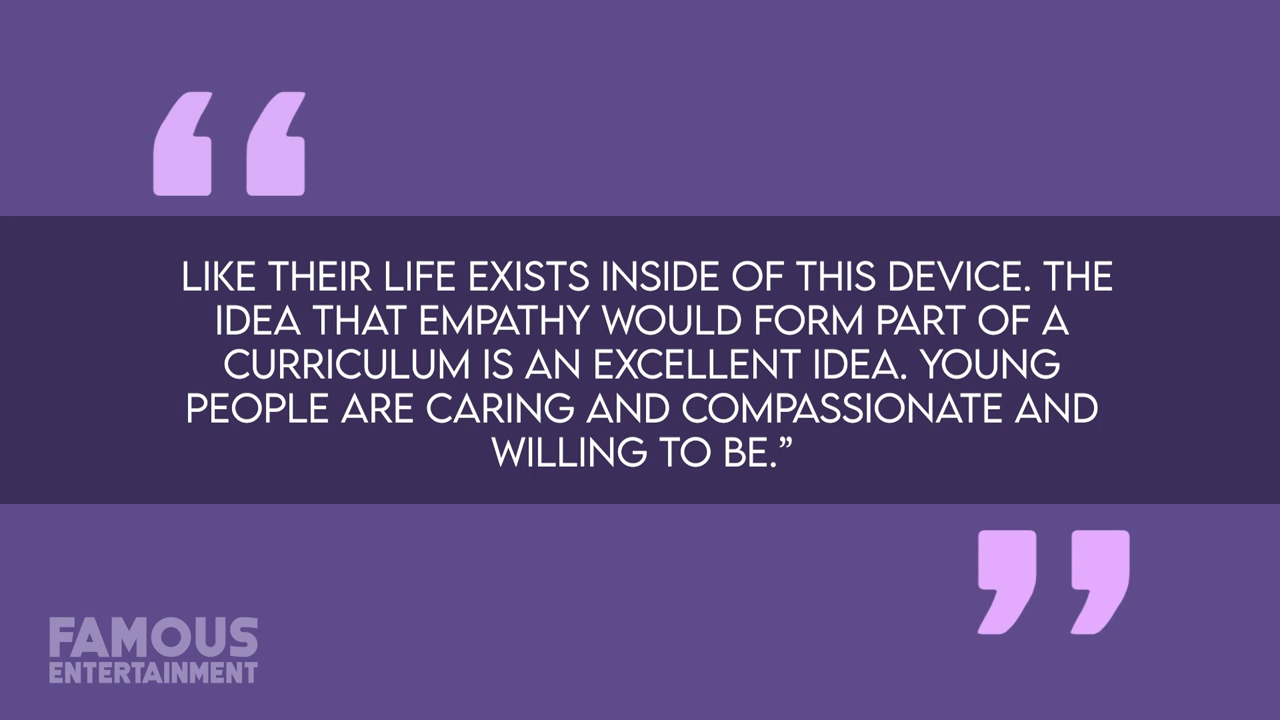 LIKE THEIR LIFE EXISTS INSIDE OF THIS DEVICE. THE
IDEA THAT EMPATHY WOULD FORM PART OF A
CURRICULUM IS AN EXCELLENT IDEA. YOUNG
PEOPLE ARE CARING AND COMPASSIONATE AND
WILLING TO BE.”
FAMOUS
ENTERTAINMENT